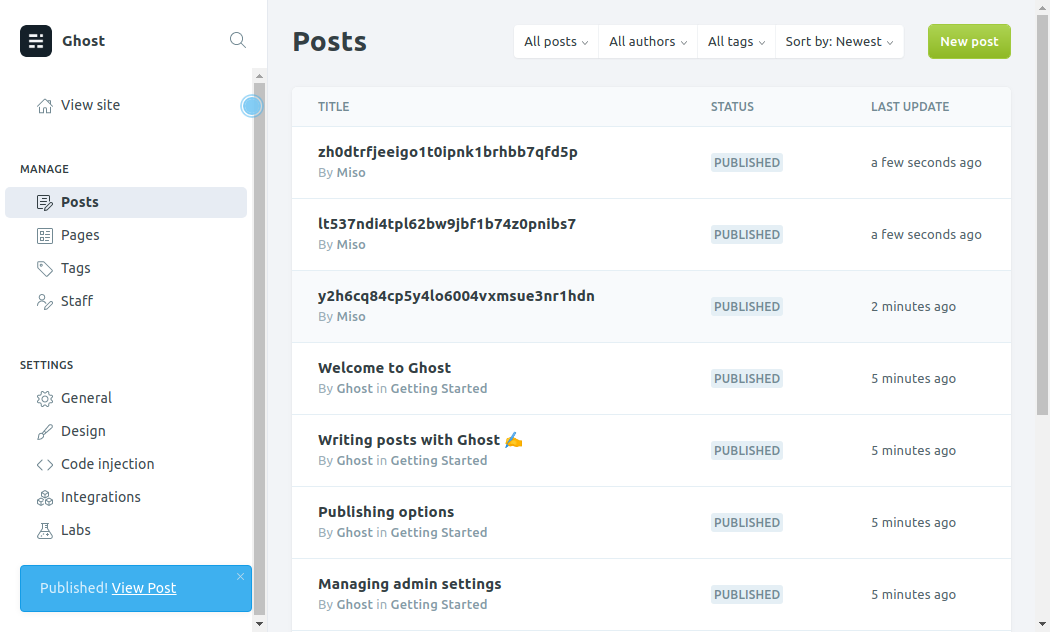 Ghost
View site
MANAGE
Posts
Pages
Tags
Staff
SETTINGS
General
Design
Code injection
Integrations
Labs
Published! View Post
Posts
All posts
All authors
All tags
Sort by: Newest
New post
TITLE STATUS LAST UPDATE
zh0dtrfjeeigo1t0ipnk1brhbb7qfd5p
By Miso
PUBLISHED
a few seconds ago
lt537ndi4tpl62bw9jbf1b74z0pnibs7
By Miso
PUBLISHED
a few seconds ago
y2h6cq84cp5y4lo6004vxmsue3nr1hdn
By Miso
PUBLISHED
2 minutes ago
Welcome to Ghost
By Ghost in Getting Started
PUBLISHED
5 minutes ago
Writing posts with Ghost ✍️
By Ghost in Getting Started
PUBLISHED
5 minutes ago
Publishing options
By Ghost in Getting Started
PUBLISHED
5 minutes ago
Managing admin settings
By Ghost in Getting Started
PUBLISHED
5 minutes ago